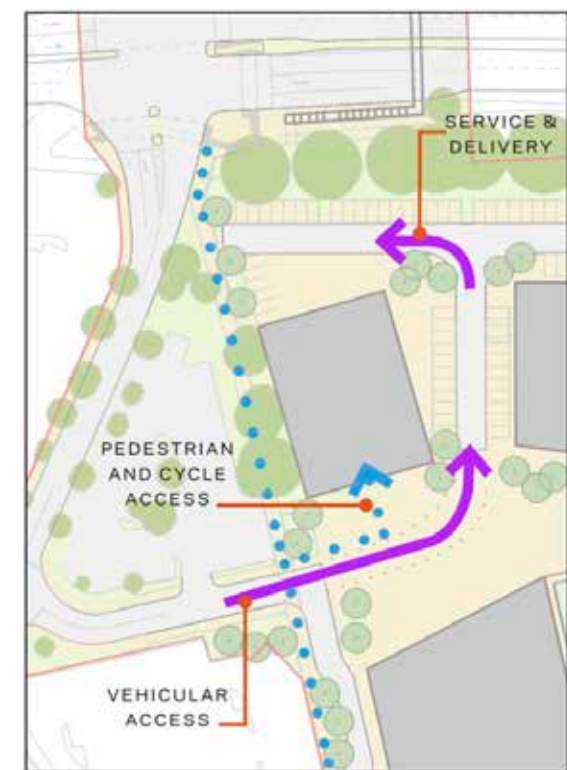 SERVICE &
DELIVERY
PEDESTRIAN
AND CYCLE
ACCESS
VEHICULAR
ACCESS